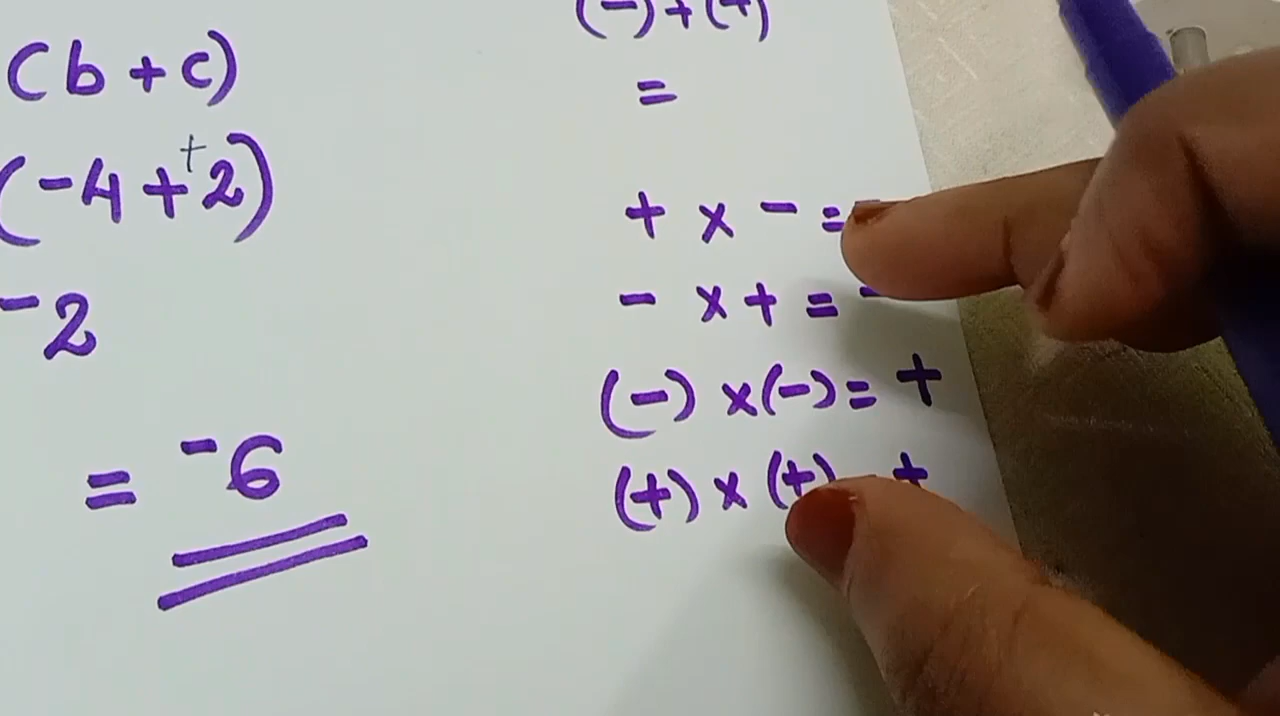 (b + c)
(-4 + +2)
-2
= -6
(-) + (+)
=
+ x - =
- x + = -
(-) x (-) = +
(+) x (+) +